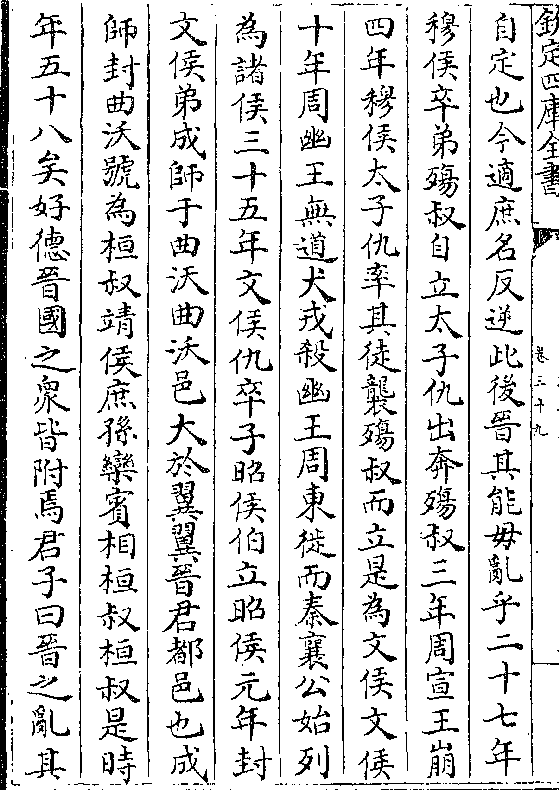 欽定四庫全書
卷三十九
自定也今適庶名反逆此後晉其能毋亂乎二十七年
穆侯卒弟殤叔自立太子仇出奔殤叔三年周宣王崩
四年穆侯太子仇率其徒襲殤叔而立是為文侯文侯
十年周幽王無道犬戎殺幽王周東徙而秦襄公始列
為諸侯三十五年文侯仇卒子昭侯伯立昭侯元年封
文侯弟成師于曲沃曲沃邑大於翼翼晉君都邑也成
師封曲沃號為桓叔靖侯庶孫欒賓相桓叔桓叔是時
年五十八矣好德晉國之衆皆附焉君子曰晉之亂其